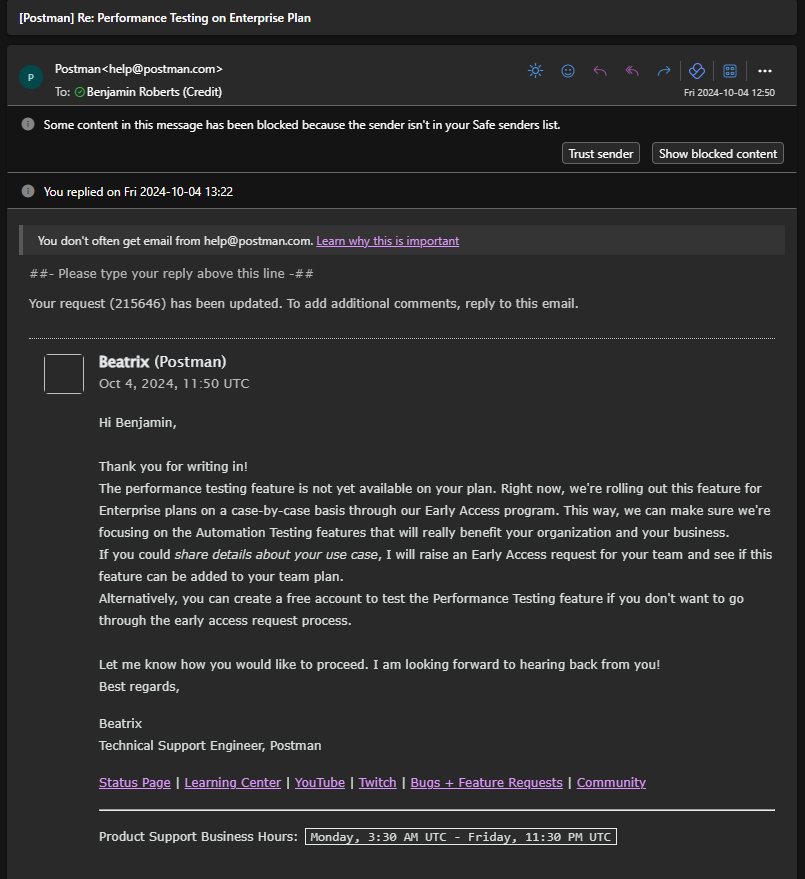 [Postman] Re: Performance Testing on Enterprise Plan
P
Postman<help@postman.com>
To: Benjamin Roberts (Credit)
Fri 2024-10-04 12:50
Some content in this message has been blocked because the sender isn't in your Safe senders list.
Trust sender
Show blocked content
You replied on Fri 2024-10-04 13:22
You don't often get email from help@postman.com. Learn why this is important
##- Please type your reply above this line -##
Your request (215646) has been updated. To add additional comments, reply to this email.
Beatrix (Postman)
Oct 4, 2024, 11:50 UTC
Hi Benjamin,
Thank you for writing in!
The performance testing feature is not yet available on your plan. Right now, we're rolling out this feature for
Enterprise plans on a case-by-case basis through our Early Access program. This way, we can make sure we're
focusing on the Automation Testing features that will really benefit your organization and your business.
If you could share details about your use case, I will raise an Early Access request for your team and see if this
feature can be added to your team plan.
Alternatively, you can create a free account to test the Performance Testing feature if you don't want to go
through the early access request process.
Let me know how you would like to proceed. I am looking forward to hearing back from you!
Best regards,
Beatrix
Technical Support Engineer, Postman
Status Page | Learning Center | YouTube | Twitch | Bugs + Feature Requests | Community
Product Support Business Hours: Monday, 3:30 AM UTC - Friday, 11:30 PM UTC